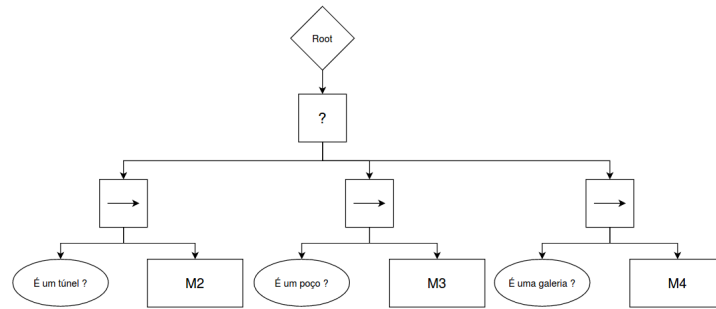 Root
?
É um túnel ?
M2
É um poço ?
M3
É uma galeria ?
M4